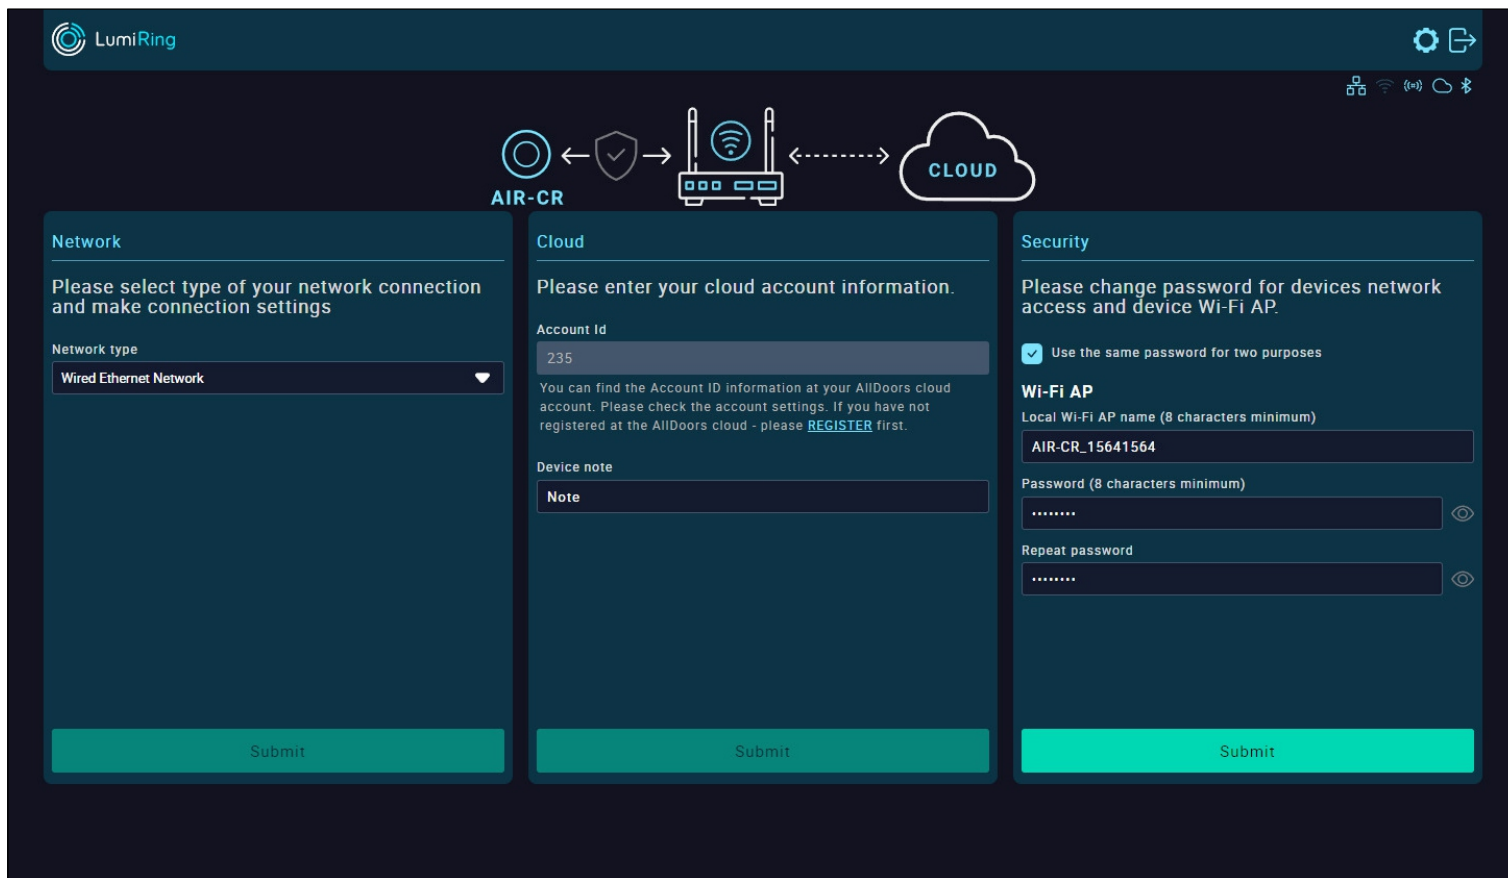 LumiRing
CLOUD
AIR-CR
Network
Please select type of your network connection
and make connection settings
Network type
Wired Ethernet Network
Submit
Cloud
Please enter your cloud account information.
Account Id
235
You can find the Account ID information at your AllDoors cloud
account. Please check the account settings. If you have not
registered at the AllDoors cloud - please REGISTER first.
Device note
Note
Submit
Security
Please change password for devices network
access and device Wi-Fi AP.
Use the same password for two purposes
Wi-Fi AP
Local Wi-Fi AP name (8 characters minimum)
AIR-CR_15641564
Password (8 characters minimum)
••••••••
Repeat password
••••••••
Submit